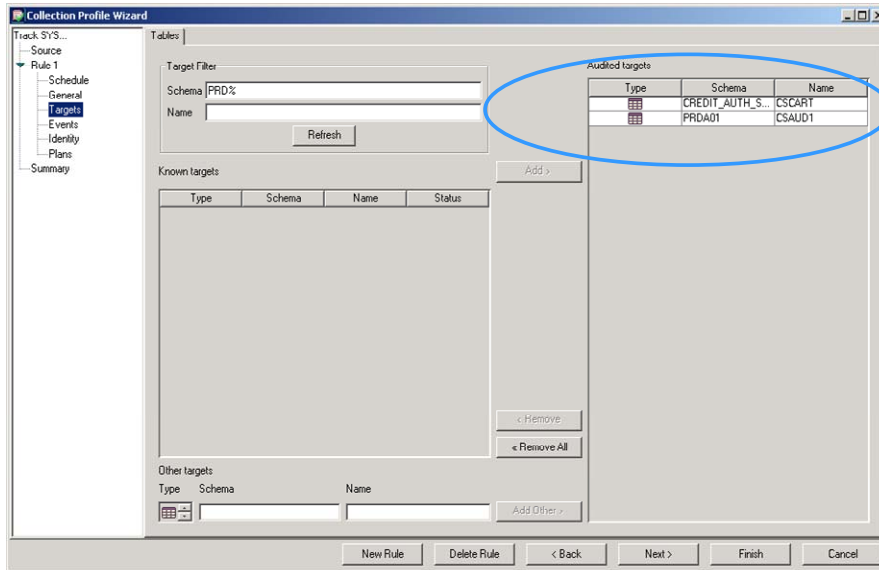 Collection Profile Wizard
Track SYS...
Source
Rule 1
Schedule
General
Targets
Events
Identity
Plans
Summary
Tables
Target Filter
Schema PRD%
Name
Refresh
Known targets
Type Schema Name Status
Add >
< Remove
« Remove All
Other targets
Type Schema Name
Add Other >
Audited targets
Type Schema Name
CREDIT_AUTH_S... CSCART
PRDA01 CSAUD1
New Rule Delete Rule < Back Next > Finish Cancel